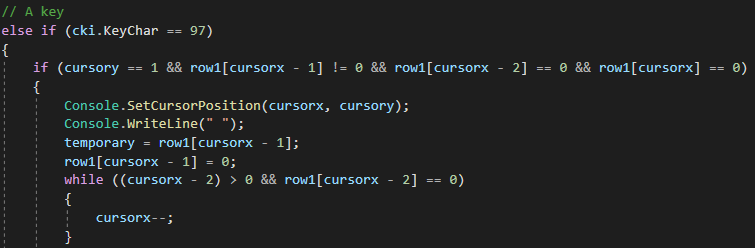 // A key
else if (cki.KeyChar == 97)
{
if (cursory == 1 && row1[cursorx - 1] != 0 && row1[cursorx - 2] == 0 && row1[cursorx] == 0)
{
Console.SetCursorPosition(cursorx, cursory);
Console.WriteLine(" ");
temporary = row1[cursorx - 1];
row1[cursorx - 1] = 0;
while ((cursorx - 2) > 0 && row1[cursorx - 2] == 0)
{
cursorx--;
}